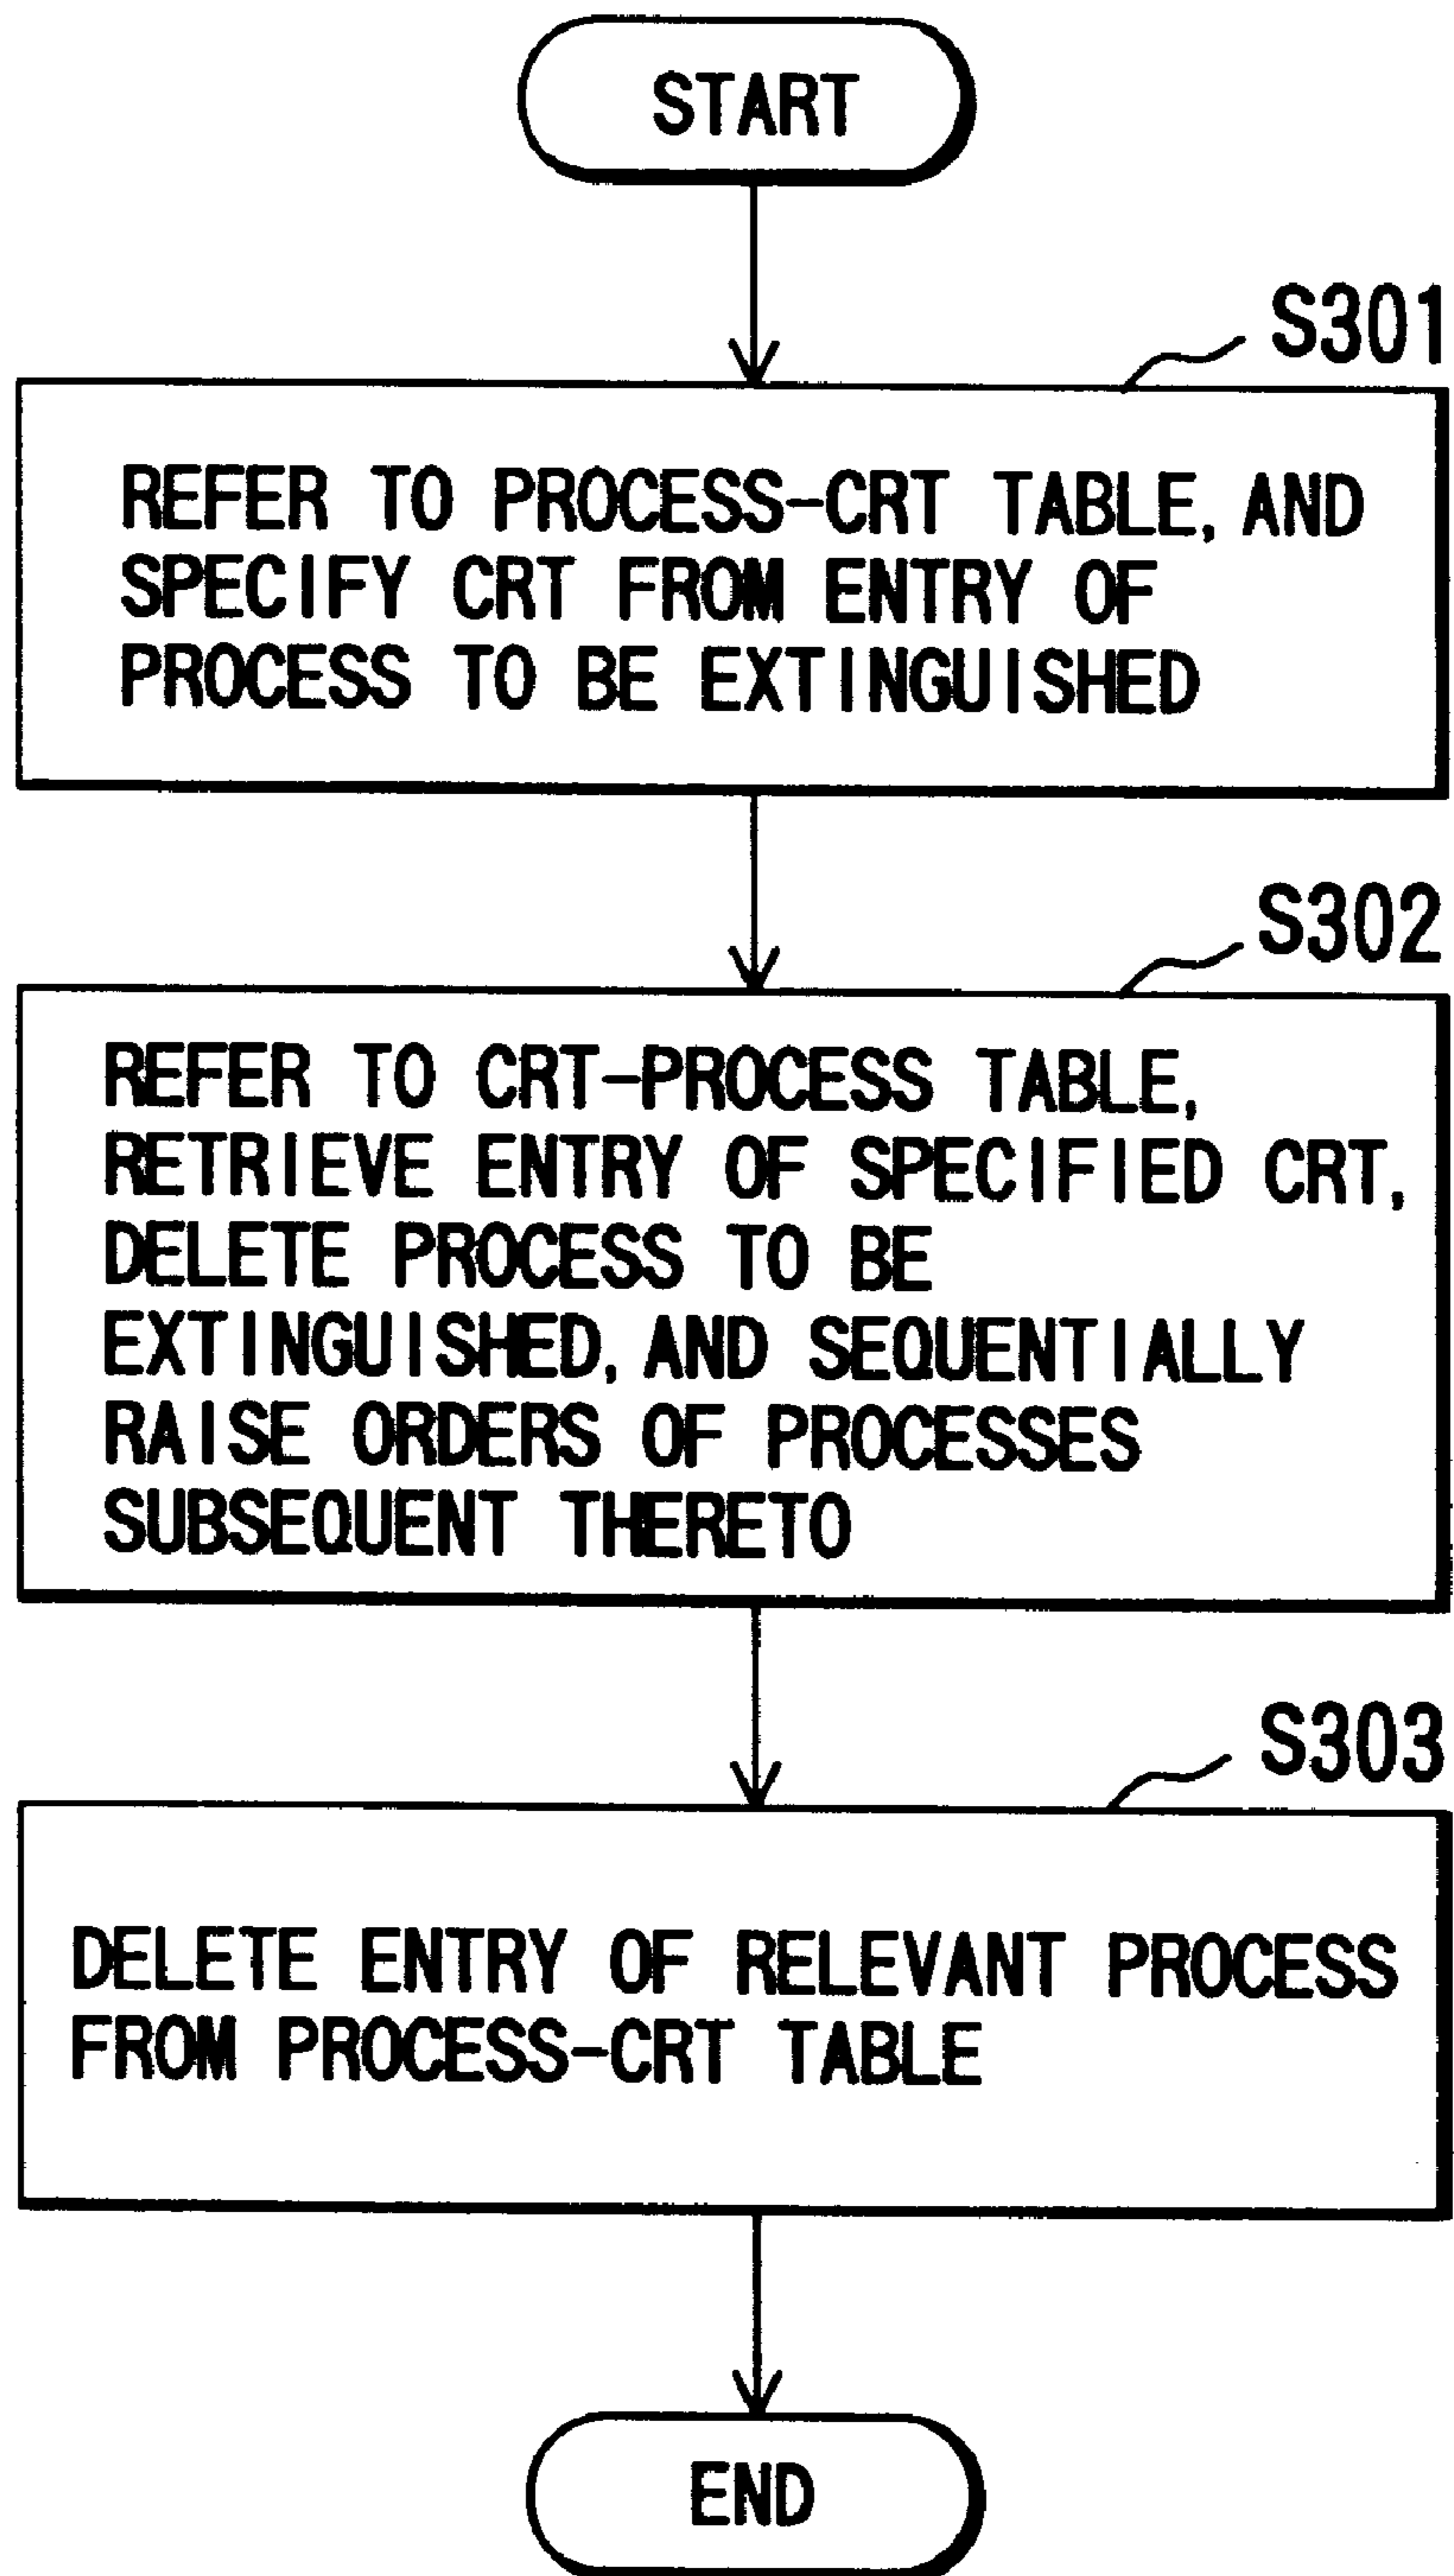 START
S301
REFER TO PROCESS-CRT TABLE, AND
SPECIFY CRT FROM ENTRY OF
PROCESS TO BE EXTINGUISHED
S302
REFER TO CRT-PROCESS TABLE,
RETRIEVE ENTRY OF SPECIFIED CRT,
DELETE PROCESS TO BE
EXTINGUISHED, AND SEQUENTIALLY
RAISE ORDERS OF PROCESSES
SUBSEQUENT THERETO
S303
DELETE ENTRY OF RELEVANT PROCESS
FROM PROCESS-CRT TABLE
END